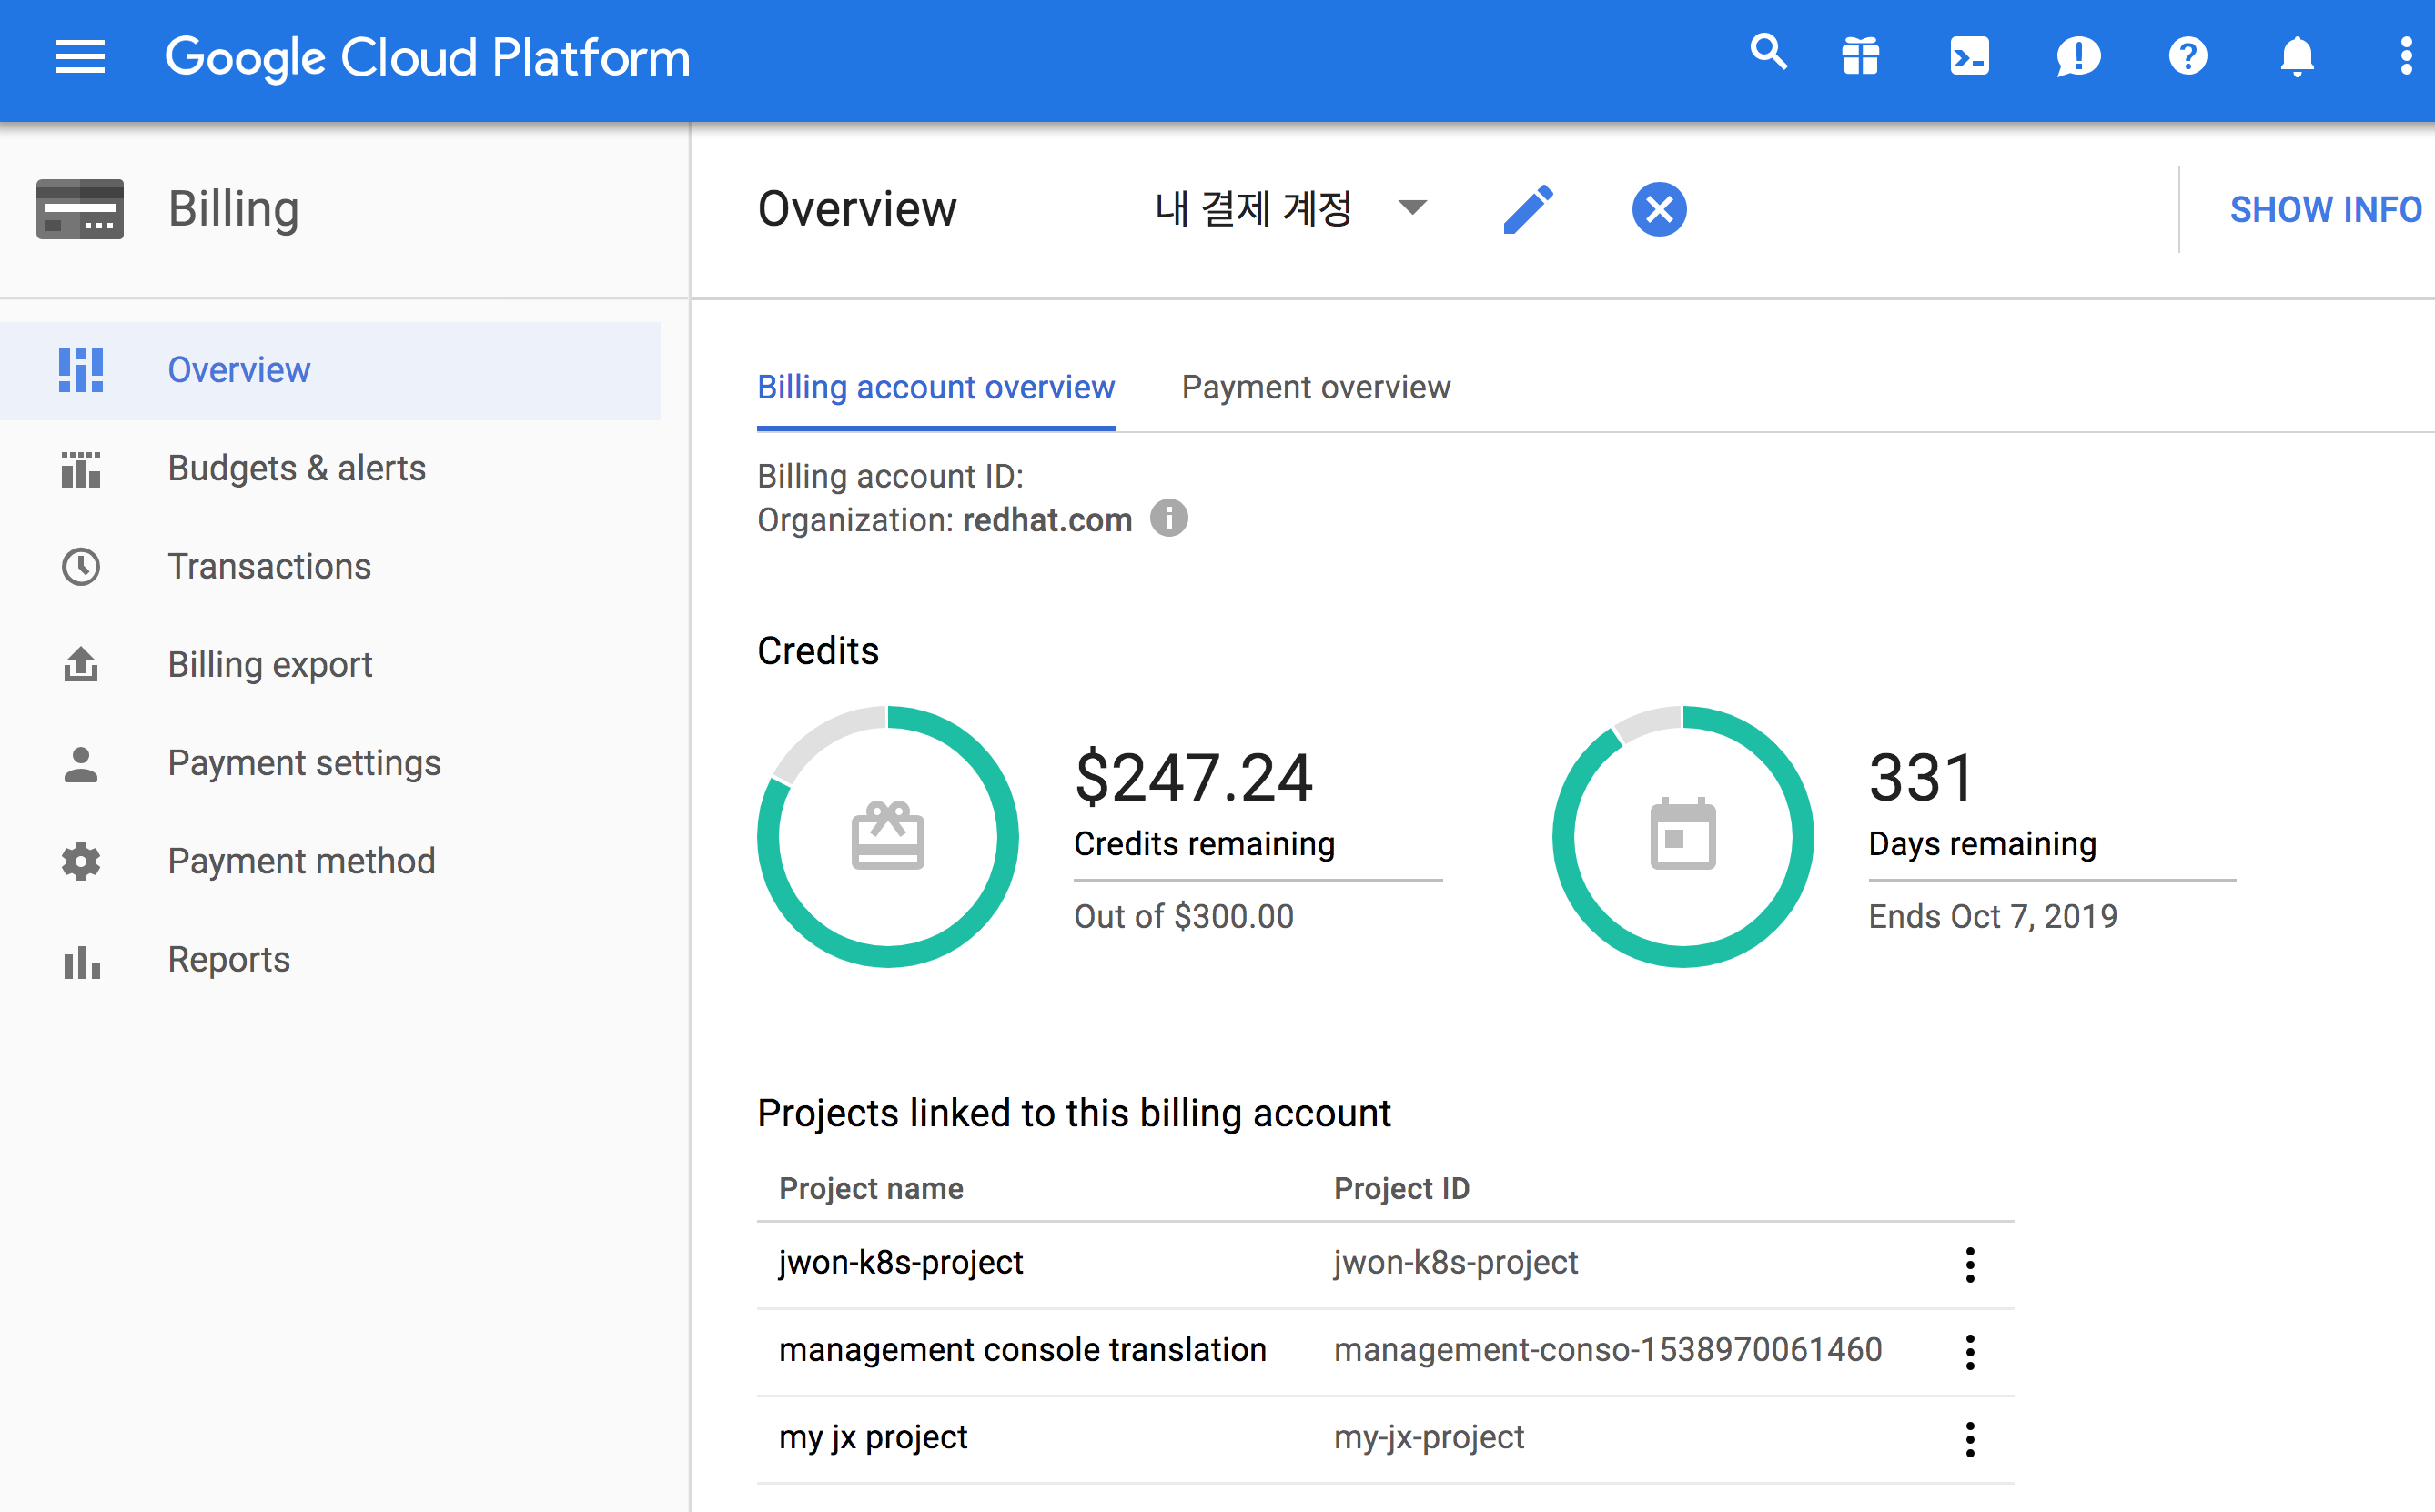 Google Cloud Platform
Billing
Overview 내 결제 계정 SHOW INFO
Overview
Budgets & alerts
Transactions
Billing export
Payment settings
Payment method
Reports
Billing account overview Payment overview
Billing account ID:
Organization: redhat.com
Credits
$247.24
Credits remaining
Out of $300.00
331
Days remaining
Ends Oct 7, 2019
Projects linked to this billing account
Project name Project ID
jwon-k8s-project jwon-k8s-project
management console translation management-conso-1538970061460
my jx project my-jx-project